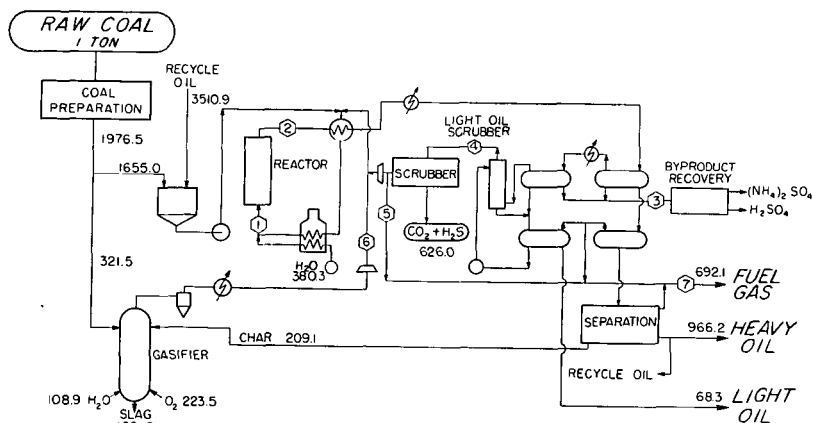 RAW COAL
1 TON
COAL
PREPARATION
RECYCLE
OIL
3510.9
1976.5
1655.0
321.5
2
REACTOR
1
H2O
380.3
6
5
SCRUBBER
CO2 + H2S
626.0
LIGHT OIL
SCRUBBER
4
3
BYPRODUCT
RECOVERY
(NH4)2 SO4
H2SO4
7
692.1
FUEL
GAS
SEPARATION
966.2
HEAVY
OIL
RECYCLE OIL
68.3
LIGHT
OIL
CHAR 209.1
GASIFIER
108.9 H2O
O2 223.5
SLAG